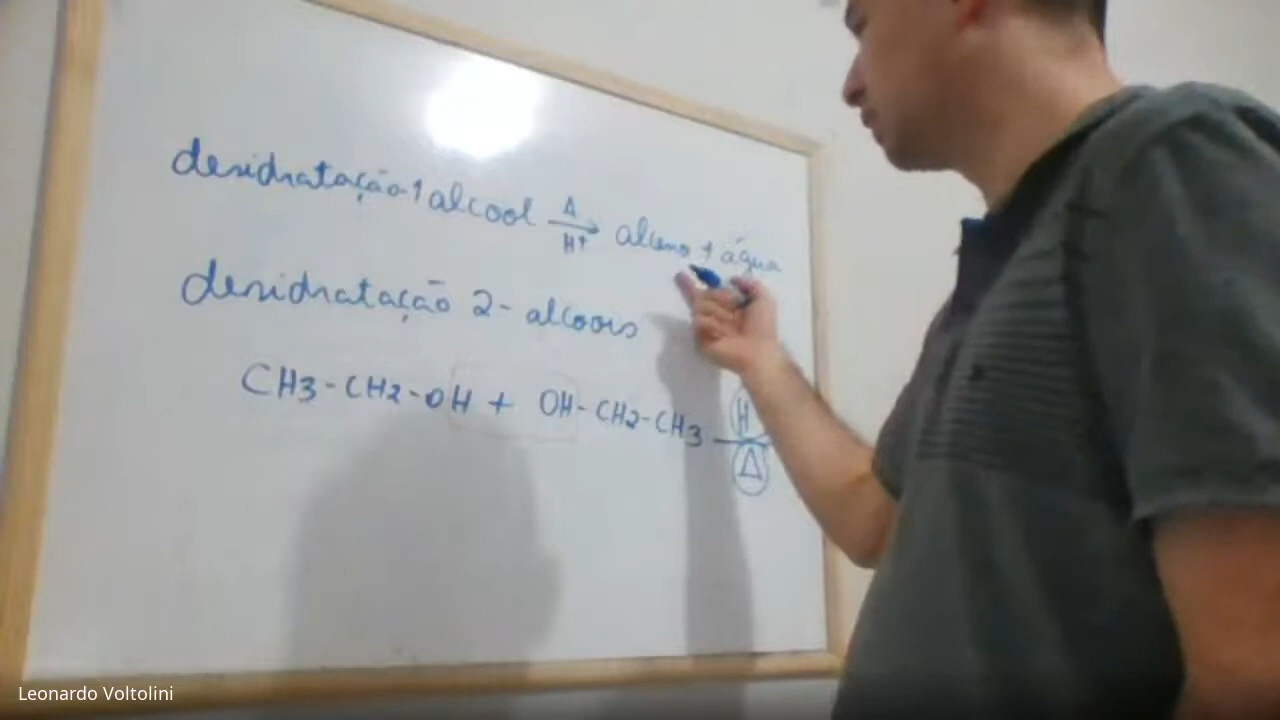 desidratação 1 alcool Δ H+ → alceno + água
desidratação 2- alcoois
CH3-CH2-OH + OH-CH2-CH3 H Δ
Leonardo Voltolini